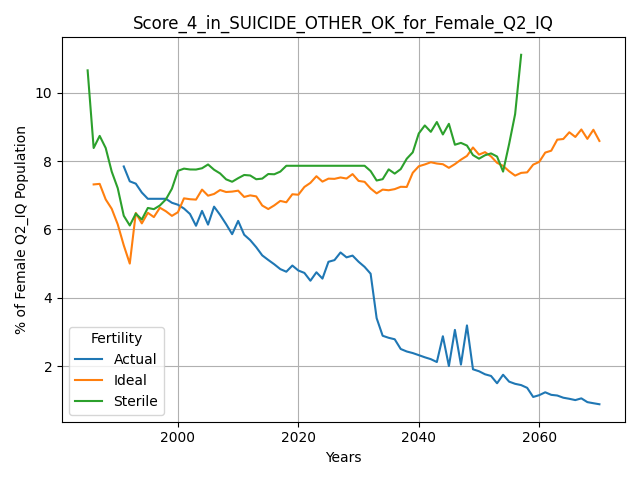 Score_4_in_SUICIDE_OTHER_OK_for_Female_Q2_IQ
% of Female Q2_IQ Population
10
8
6
4
2
Fertility
Actual
Ideal
Sterile
2000
2020
2040
2060
Years